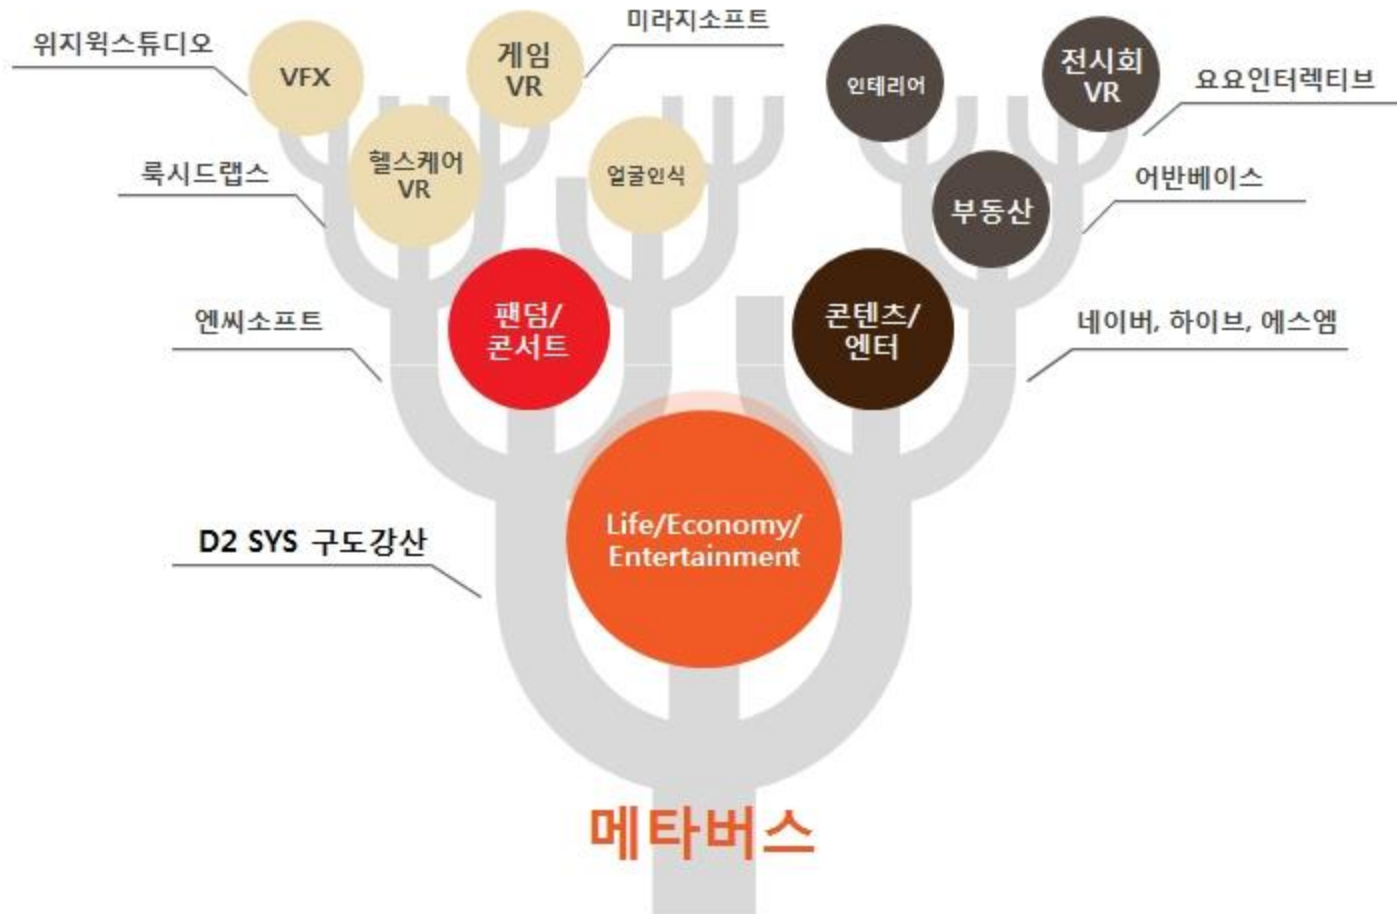 위지윅스튜디오
VFX
게임
VR
미라지소프트
인테리어
전시회
VR
요요인터렉티브
룩시드랩스
헬스케어
VR
얼굴인식
부동산
어반베이스
엔씨소프트
팬덤/
콘서트
콘텐츠/
엔터
네이버, 하이브, 에스엠
D2 SYS 구도강산
Life/Economy/
Entertainment
메타버스